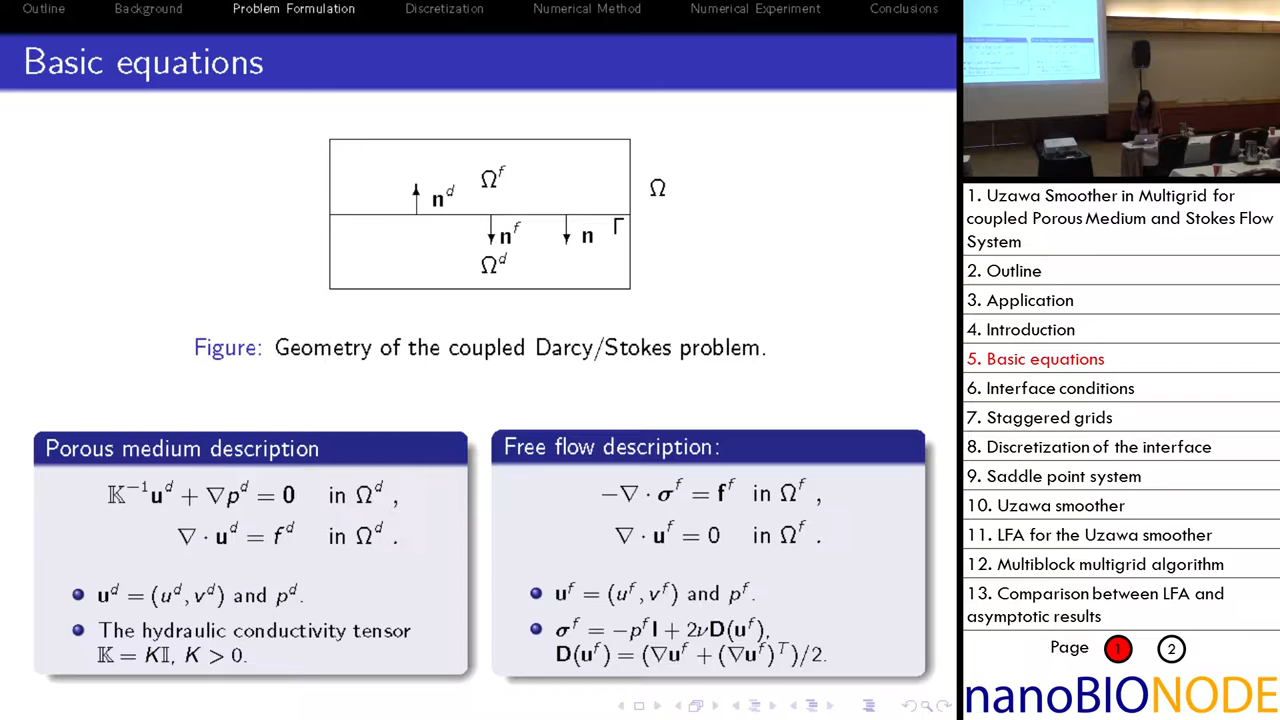 Outline Background Problem Formulation Discretization Numerical Method Numerical Experiment Conclusions
Basic equations
Ω^f
n^d
Ω
n^f
n
Γ
Ω^d
Figure: Geometry of the coupled Darcy/Stokes problem.
Porous medium description
𝕂^{-1}u^d + ∇p^d = 0 in Ω^d ,
∇ · u^d = f^d in Ω^d .
u^d = (u^d, v^d) and p^d.
The hydraulic conductivity tensor
𝕂 = K𝕀, K > 0.
Free flow description:
−∇ · σ^f = f^f in Ω^f ,
∇ · u^f = 0 in Ω^f .
u^f = (u^f, v^f) and p^f.
σ^f = −p^f I + 2νD(u^f),
D(u^f) = (∇u^f + (∇u^f)^T)/2.
1. Uzawa Smoother in Multigrid for
coupled Porous Medium and Stokes Flow
System
2. Outline
3. Application
4. Introduction
5. Basic equations
6. Interface conditions
7. Staggered grids
8. Discretization of the interface
9. Saddle point system
10. Uzawa smoother
11. LFA for the Uzawa smoother
12. Multiblock multigrid algorithm
13. Comparison between LFA and
asymptotic results
Page 1 2
nanoBIONODE